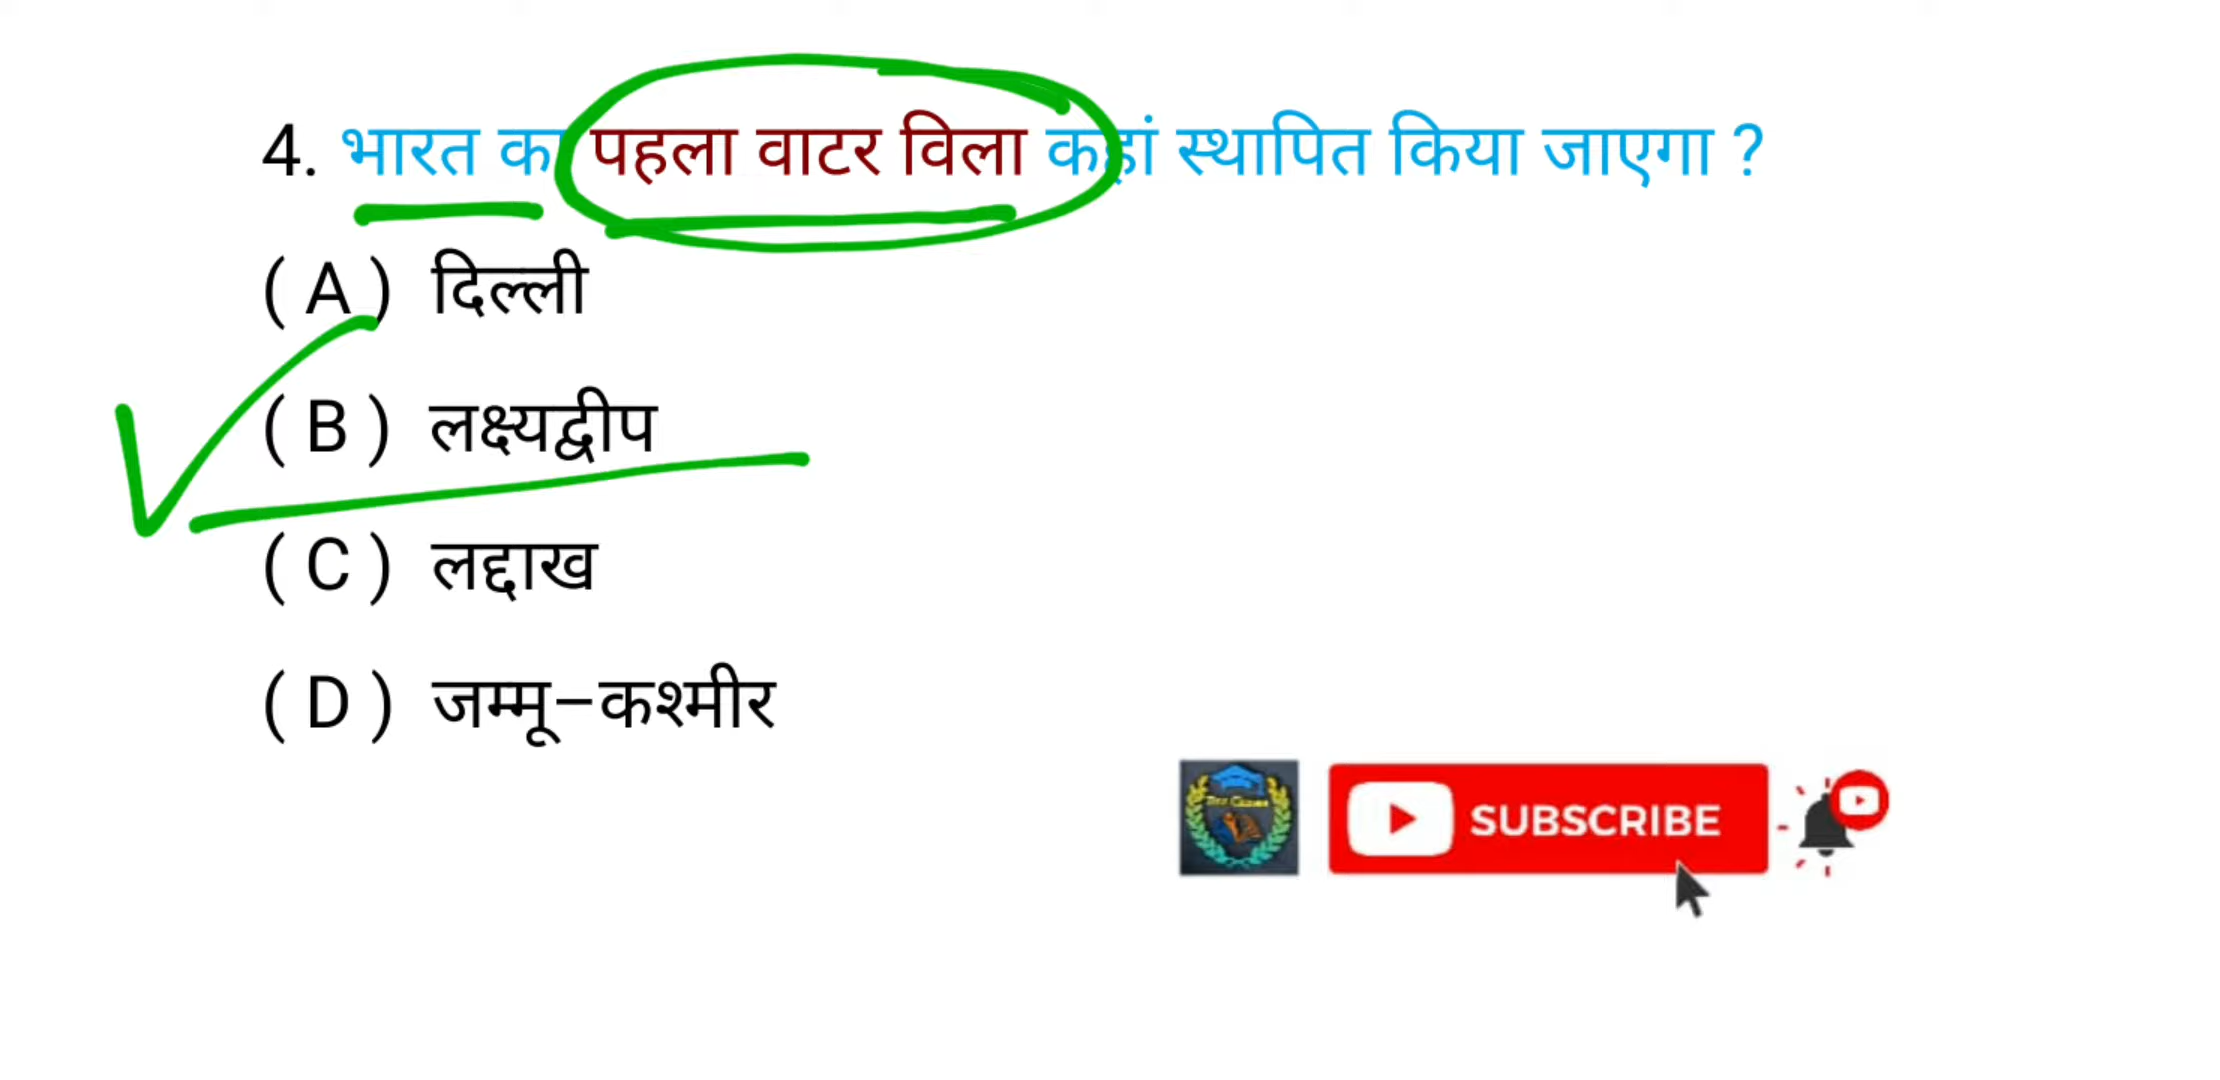 4. भारत का पहला वाटर विला कहां स्थापित किया जाएगा ?
( A ) दिल्ली
( B ) लक्ष्यद्वीप
( C ) लद्दाख
( D ) जम्मू–कश्मीर
SUBSCRIBE